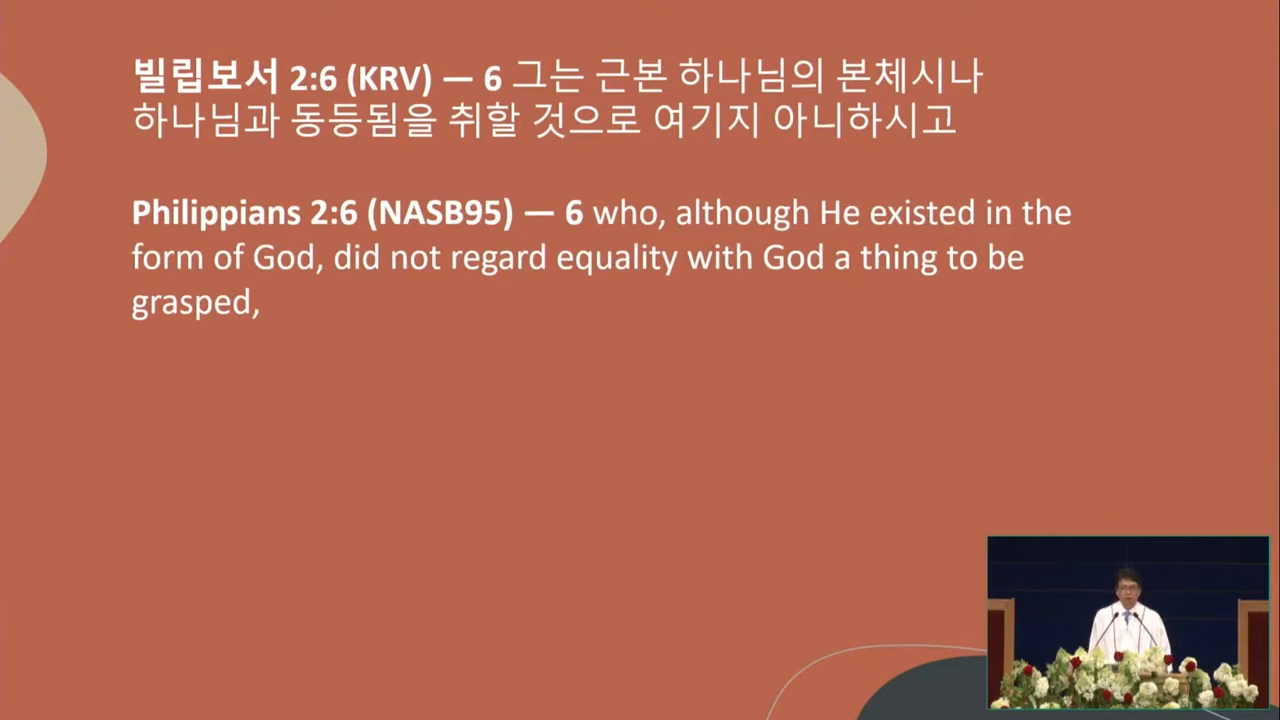 빌립보서 2:6 (KRV) — 6 그는 근본 하나님의 본체시나
하나님과 동등됨을 취할 것으로 여기지 아니하시고
Philippians 2:6 (NASB95) — 6 who, although He existed in the
form of God, did not regard equality with God a thing to be
grasped,